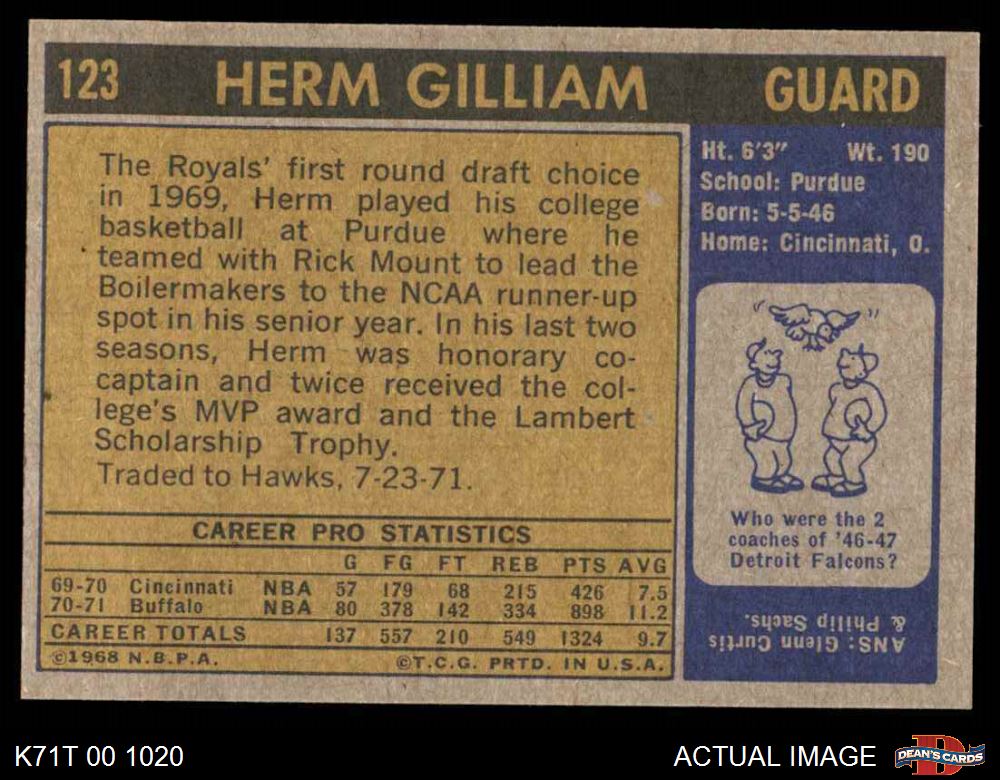 123 HERM GILLIAM GUARD
The Royals' first round draft choice
in 1969, Herm played his college
basketball at Purdue where he
teamed with Rick Mount to lead the
Boilermakers to the NCAA runner-up
spot in his senior year. In his last two
seasons, Herm was honorary co-
captain and twice received the col-
lege's MVP award and the Lambert
Scholarship Trophy.
Traded to Hawks, 7-23-71.
CAREER PRO STATISTICS
G FG FT REB PTS AVG
69-70 Cincinnati NBA 57 179 68 215 426 7.5
70-71 Buffalo NBA 80 378 142 334 898 11.2
CAREER TOTALS 137 557 210 549 1324 9.7
©1968 N.B.P.A. ©T.C.G. PRTD. IN U.S.A.
Ht. 6'3" Wt. 190
School: Purdue
Born: 5-5-46
Home: Cincinnati, O.
Who were the 2
coaches of '46-47
Detroit Falcons?
ANS: Glenn Curtis
& Philip Sachs.
K71T 00 1020 ACTUAL IMAGE DEAN'S CARDS